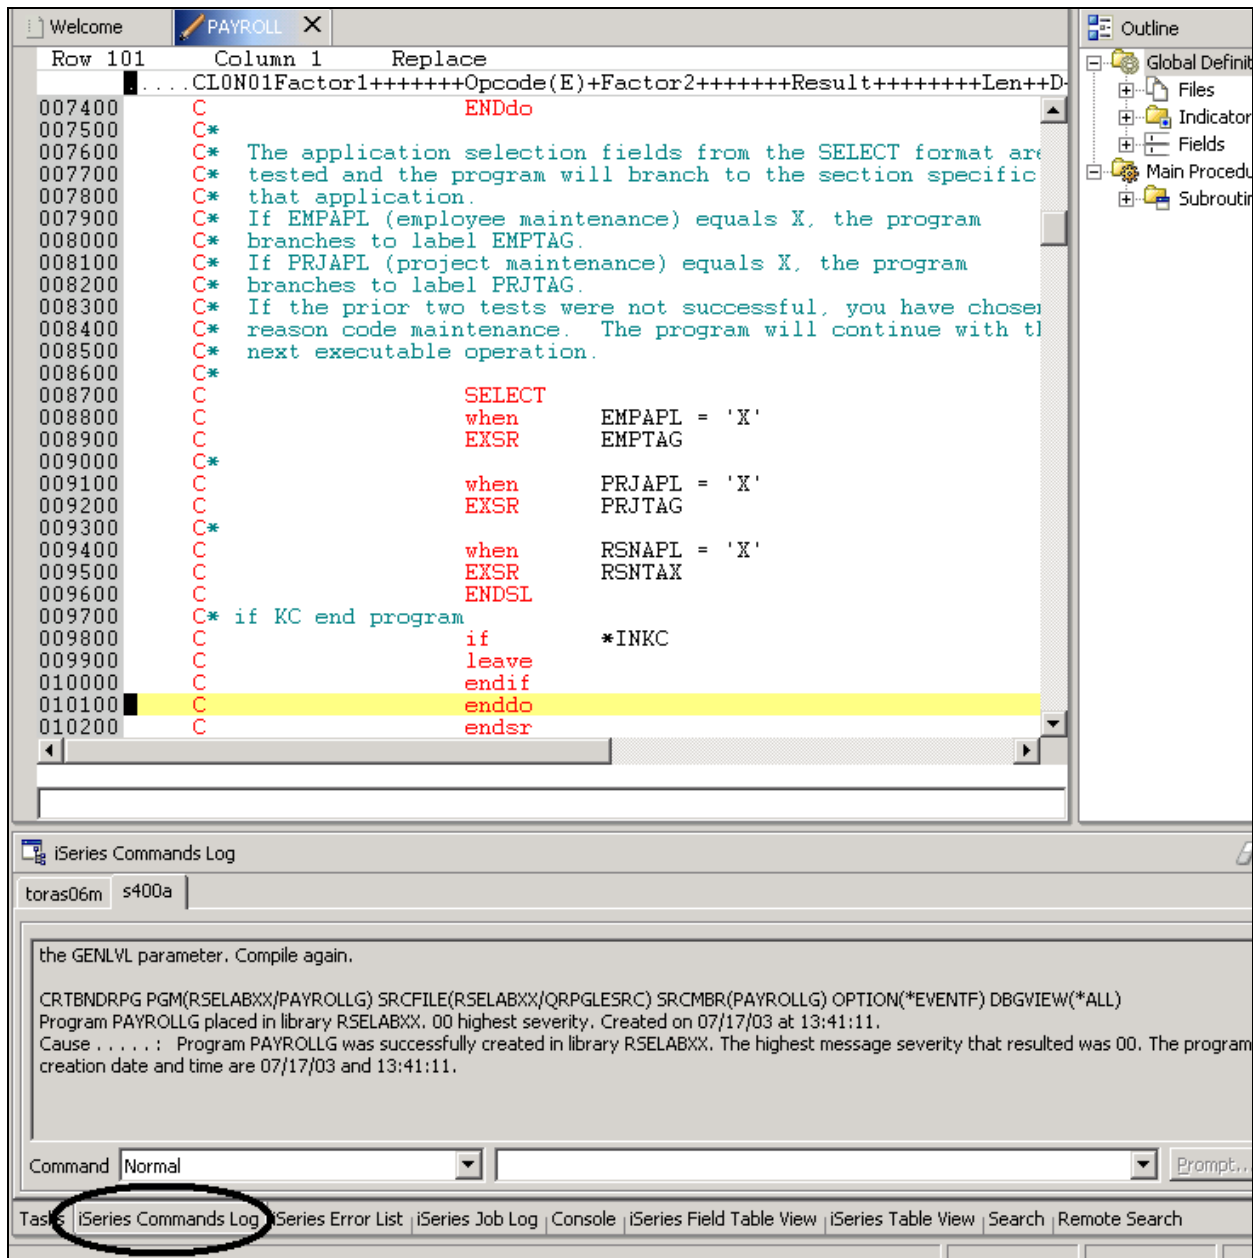 Welcome
PAYROLL X
Outline
Row 101 Column 1 Replace
.....CL0N01Factor1+++++++Opcode(E)+Factor2+++++++Result++++++++Len++D
007400 C ENDdo
007500 C*
007600 C* The application selection fields from the SELECT format are
007700 C* tested and the program will branch to the section specific
007800 C* that application.
007900 C* If EMPAPL (employee maintenance) equals X, the program
008000 C* branches to label EMPTAG.
008100 C* If PRJAPL (project maintenance) equals X, the program
008200 C* branches to label PRJTAG.
008300 C* If the prior two tests were not successful, you have chosen
008400 C* reason code maintenance. The program will continue with th
008500 C* next executable operation.
008600 C*
008700 C SELECT
008800 C when EMPAPL = 'X'
008900 C EXSR EMPTAG
009000 C*
009100 C when PRJAPL = 'X'
009200 C EXSR PRJTAG
009300 C*
009400 C when RSNAPL = 'X'
009500 C EXSR RSNTAX
009600 C ENDSL
009700 C* if KC end program
009800 C if *INKC
009900 C leave
010000 C endif
010100 C enddo
010200 C endsr
Global Definit
Files
Indicator
Fields
Main Procedu
Subroutin
iSeries Commands Log
toras06m s400a
the GENLVL parameter. Compile again.
CRTBNDRPG PGM(RSELABXX/PAYROLLG) SRCFILE(RSELABXX/QRPGLESRC) SRCMBR(PAYROLLG) OPTION(*EVENTF) DBGVIEW(*ALL)
Program PAYROLLG placed in library RSELABXX. 00 highest severity. Created on 07/17/03 at 13:41:11.
Cause . . . . . : Program PAYROLLG was successfully created in library RSELABXX. The highest message severity that resulted was 00. The program
creation date and time are 07/17/03 and 13:41:11.
Command Normal Prompt...
Tasks iSeries Commands Log iSeries Error List iSeries Job Log Console iSeries Field Table View iSeries Table View Search Remote Search